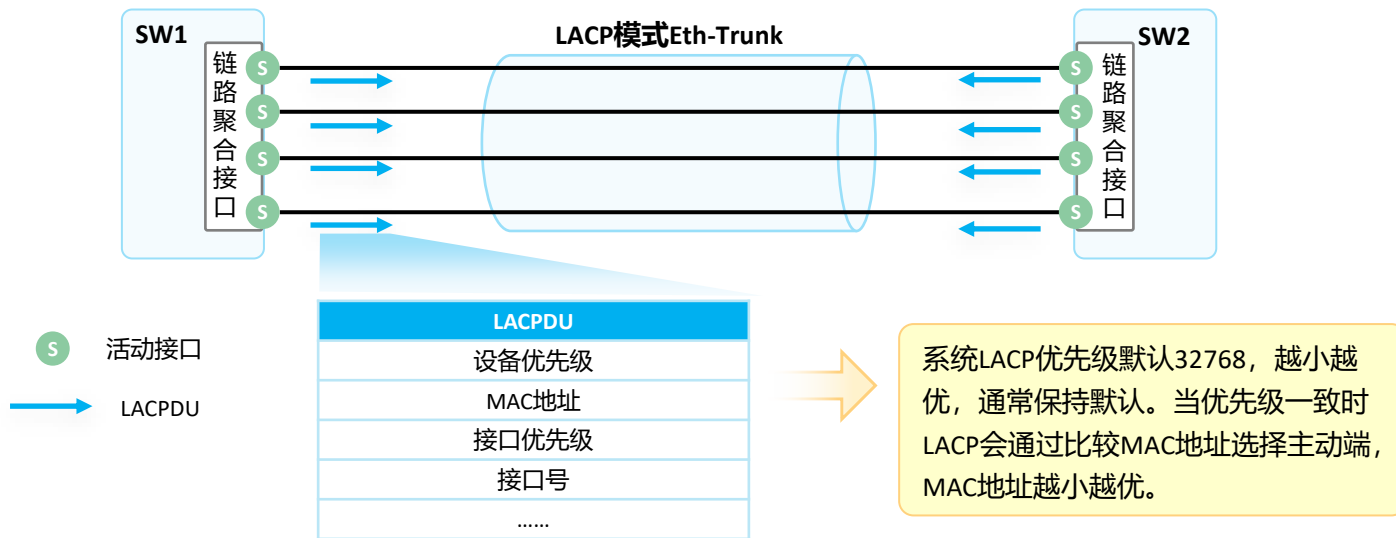 SW1
LACP模式Eth-Trunk
SW2
链路聚合接口
S
S
S
S
S
S
S
S
链路聚合接口
LACPDU
设备优先级
MAC地址
接口优先级
接口号
……
S
活动接口
LACPDU
系统LACP优先级默认32768，越小越
优，通常保持默认。当优先级一致时
LACP会通过比较MAC地址选择主动端，
MAC地址越小越优。